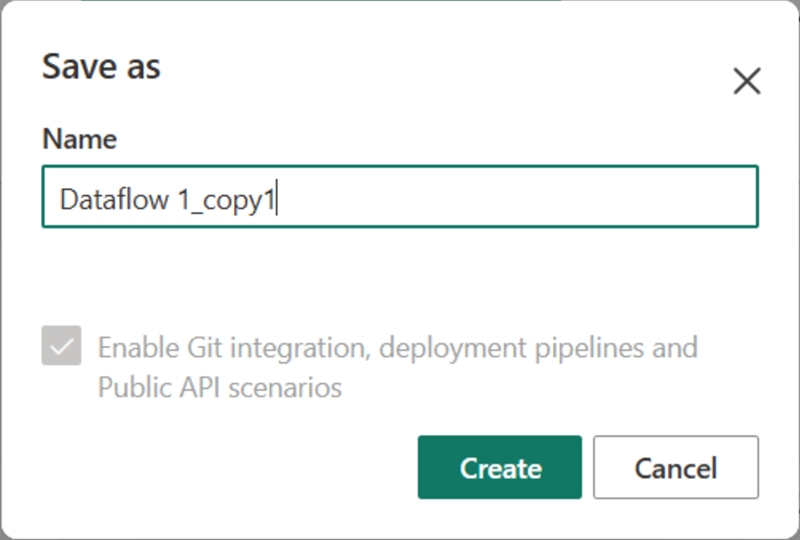 Save as
Name
Dataflow 1_copy1
Enable Git integration, deployment pipelines and
Public API scenarios
Create
Cancel